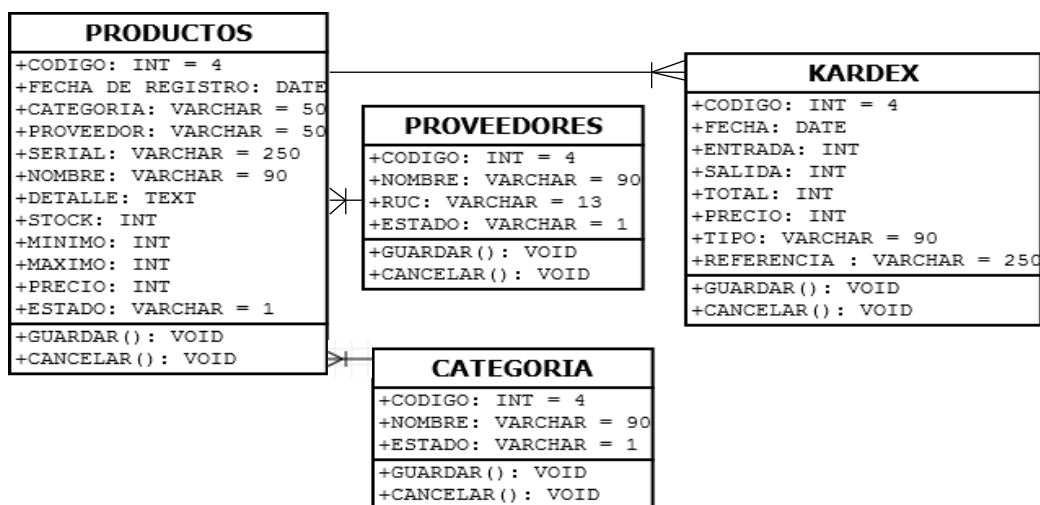 PRODUCTOS
+CODIGO: INT = 4
+FECHA DE REGISTRO: DATE
+CATEGORIA: VARCHAR = 50
+PROVEEDOR: VARCHAR = 50
+SERIAL: VARCHAR = 250
+NOMBRE: VARCHAR = 90
+DETALLE: TEXT
+STOCK: INT
+MINIMO: INT
+MAXIMO: INT
+PRECIO: INT
+ESTADO: VARCHAR = 1
+GUARDAR(): VOID
+CANCELAR(): VOID
PROVEEDORES
+CODIGO: INT = 4
+NOMBRE: VARCHAR = 90
+RUC: VARCHAR = 13
+ESTADO: VARCHAR = 1
+GUARDAR(): VOID
+CANCELAR(): VOID
KARDEX
+CODIGO: INT = 4
+FECHA: DATE
+ENTRADA: INT
+SALIDA: INT
+TOTAL: INT
+PRECIO: INT
+TIPO: VARCHAR = 90
+REFERENCIA : VARCHAR = 250
+GUARDAR(): VOID
+CANCELAR(): VOID
CATEGORIA
+CODIGO: INT = 4
+NOMBRE: VARCHAR = 90
+ESTADO: VARCHAR = 1
+GUARDAR(): VOID
+CANCELAR(): VOID